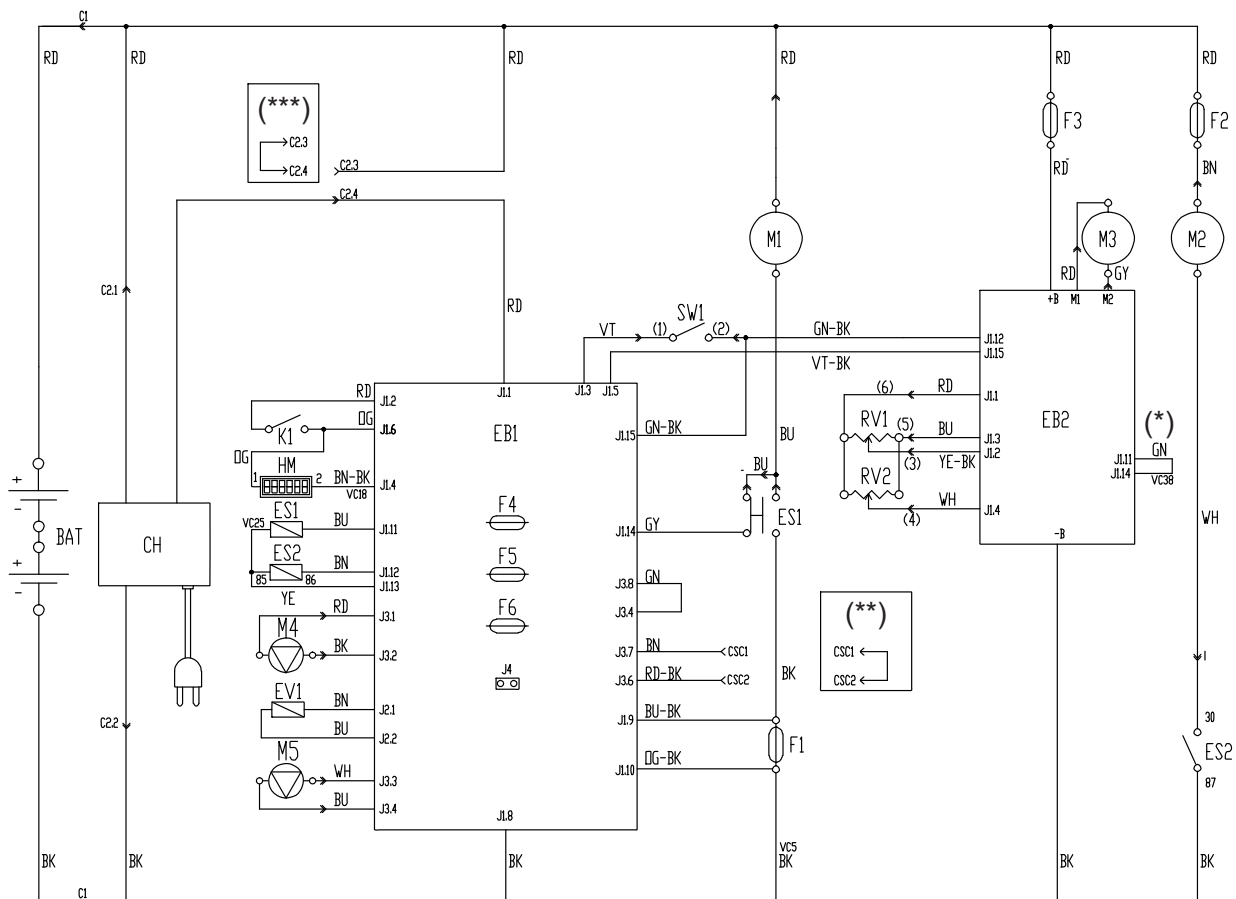 C1
RD RD RD RD RD RD
(***)
C2.3
C2.4
C2.3
C2.4
F3 F2
RD BN
M1 M3 M2
RD GY
C2.1
RD
+B M1 M2
SW1
VT (1) (2) GN-BK J1.12
VT-BK J1.15
J1.1 J1.3 J1.5
RD J1.2
K1
OG J1.6
EB1
GN-BK J1.15
BU
(6) RD J1.1
RV1 (5) BU J1.3
(3) YE-BK J1.2
RV2
(4) WH J1.4
EB2
(*)
GN
J1.11
J1.14
VC38
-B
OG
HM
1 2 BN-BK J1.4
VC18
BU
ES1
VC25 BU J1.11
F4
GY J1.14
ES1
WH
+
-
BAT
+
-
CH
ES2
BN J1.12
85 86 J1.13
YE
F5
GN J3.8
J3.4
RD J3.1
M4
BK J3.2
F6
J4
BN J3.7 CSC1
RD-BK J3.6 CSC2
(**)
CSC1
CSC2
BK
1
EV1
BN J2.1
BU J2.2
C2.2
BU-BK J1.9
F1
OG-BK J1.10
30
ES2
87
M5
WH J3.3
BU J3.4
J1.8
VC5
BK BK BK BK BK BK
C1